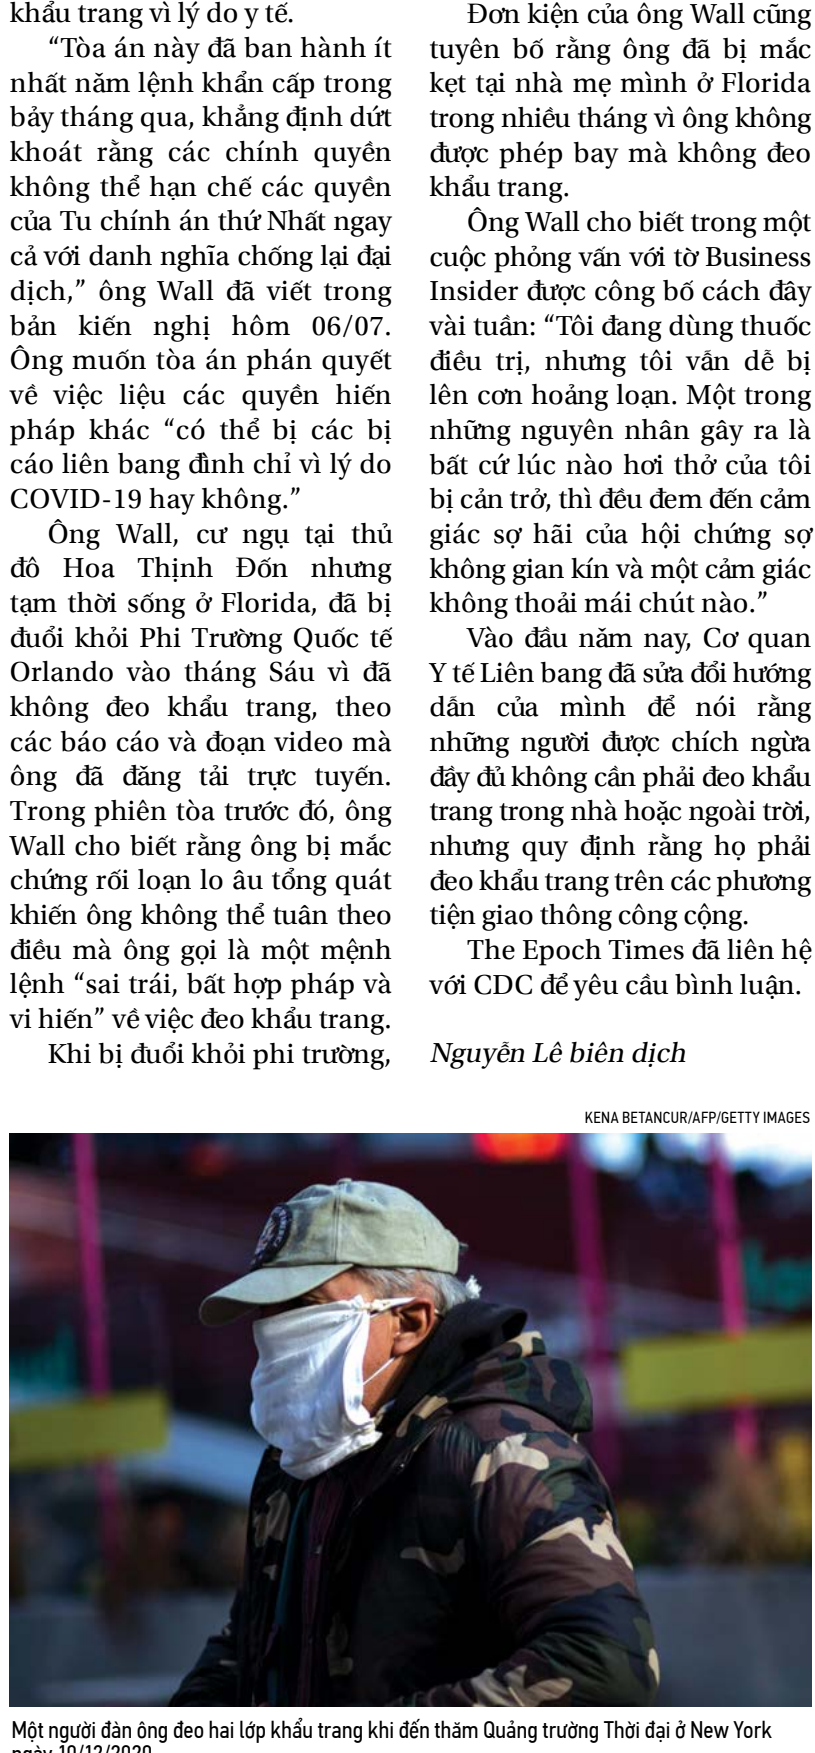 khẩu trang vì lý do y tế.
“Tòa án này đã ban hành ít
nhất năm lệnh khẩn cấp trong
bảy tháng qua, khẳng định dứt
khoát rằng các chính quyền
không thể hạn chế các quyền
của Tu chính án thứ Nhất ngay
cả với danh nghĩa chống lại đại
dịch,” ông Wall đã viết trong
bản kiến nghị hôm 06/07.
Ông muốn tòa án phán quyết
về việc liệu các quyền hiến
pháp khác “có thể bị các bị
cáo liên bang đình chỉ vì lý do
COVID-19 hay không.”
Ông Wall, cư ngụ tại thủ
đô Hoa Thịnh Đốn nhưng
tạm thời sống ở Florida, đã bị
đuổi khỏi Phi Trường Quốc tế
Orlando vào tháng Sáu vì đã
không đeo khẩu trang, theo
các báo cáo và đoạn video mà
ông đã đăng tải trực tuyến.
Trong phiên tòa trước đó, ông
Wall cho biết rằng ông bị mắc
chứng rối loạn lo âu tổng quát
khiến ông không thể tuân theo
điều mà ông gọi là một mệnh
lệnh “sai trái, bất hợp pháp và
vi hiến” về việc đeo khẩu trang.
Khi bị đuổi khỏi phi trường,
Đơn kiện của ông Wall cũng
tuyên bố rằng ông đã bị mắc
kẹt tại nhà mẹ mình ở Florida
trong nhiều tháng vì ông không
được phép bay mà không đeo
khẩu trang.
Ông Wall cho biết trong một
cuộc phỏng vấn với tờ Business
Insider được công bố cách đây
vài tuần: “Tôi đang dùng thuốc
điều trị, nhưng tôi vẫn dễ bị
lên cơn hoảng loạn. Một trong
những nguyên nhân gây ra là
bất cứ lúc nào hơi thở của tôi
bị cản trở, thì đều đem đến cảm
giác sợ hãi của hội chứng sợ
không gian kín và một cảm giác
không thoải mái chút nào.”
Vào đầu năm nay, Cơ quan
Y tế Liên bang đã sửa đổi hướng
dẫn của mình để nói rằng
những người được chích ngừa
đầy đủ không cần phải đeo khẩu
trang trong nhà hoặc ngoài trời,
nhưng quy định rằng họ phải
đeo khẩu trang trên các phương
tiện giao thông công cộng.
The Epoch Times đã liên hệ
với CDC để yêu cầu bình luận.
Nguyễn Lê biên dịch
KENA BETANCUR/AFP/GETTY IMAGES
Một người đàn ông đeo hai lớp khẩu trang khi đến thăm Quảng trường Thời đại ở New York
ngày 10/12/2020